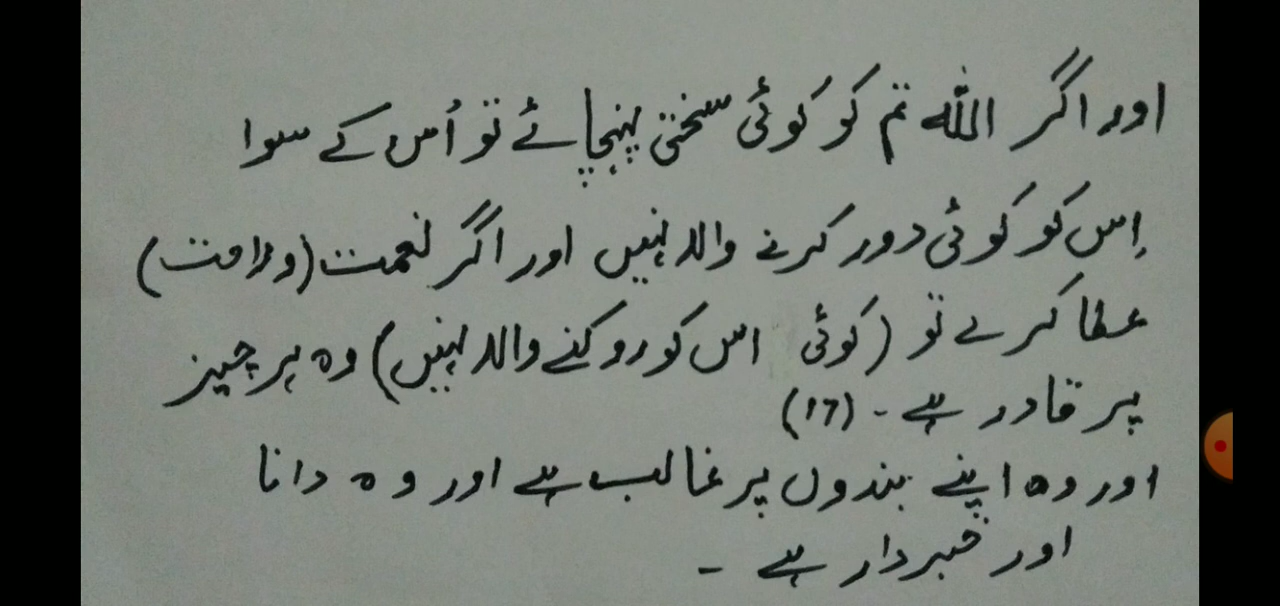 اور اگر اللہ تم کو کوئی سختی پہنچائے تو اُس کے سوا
اِس کو کوئی دور کرنے والا نہیں اور اگر نعمت (وراحت)
عطا کرے تو (کوئی اس کو روکنے والا نہیں) وہ ہر چیز
پر قادر ہے - (17)
اور وہ اپنے بندوں پر غالب ہے اور وہ دانا
اور خبردار ہے -